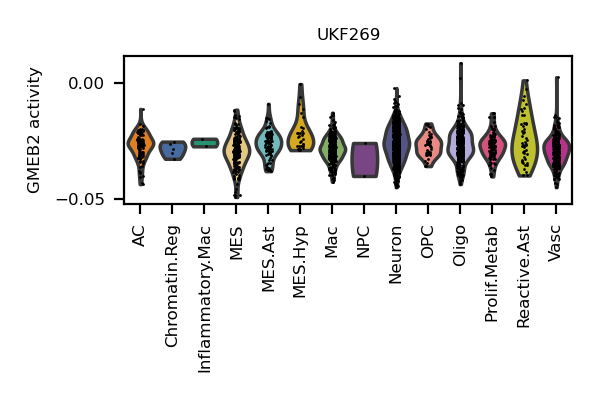 UKF269
GMEB2 activity
0.00
−0.05
AC
Chromatin.Reg
Inflammatory.Mac
MES
MES.Ast
MES.Hyp
Mac
NPC
Neuron
OPC
Oligo
Prolif.Metab
Reactive.Ast
Vasc